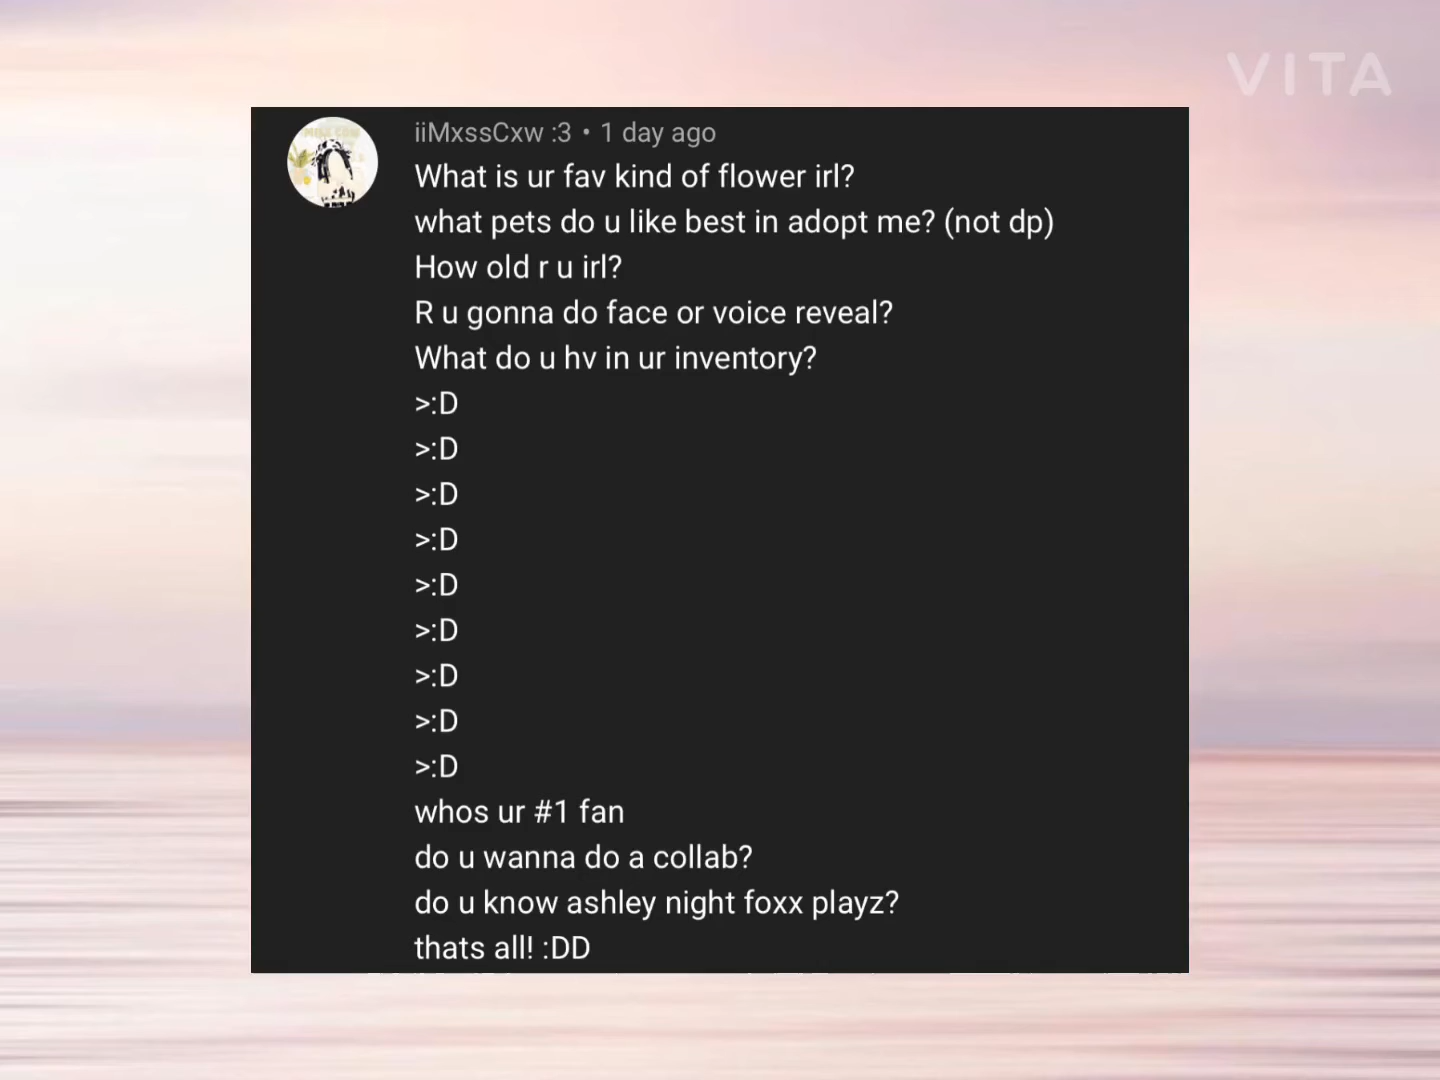 VITA
iiMxssCxw :3 • 1 day ago
What is ur fav kind of flower irl?
what pets do u like best in adopt me? (not dp)
How old r u irl?
R u gonna do face or voice reveal?
What do u hv in ur inventory?
>:D
>:D
>:D
>:D
>:D
>:D
>:D
>:D
>:D
whos ur #1 fan
do u wanna do a collab?
do u know ashley night foxx playz?
thats all! :DD